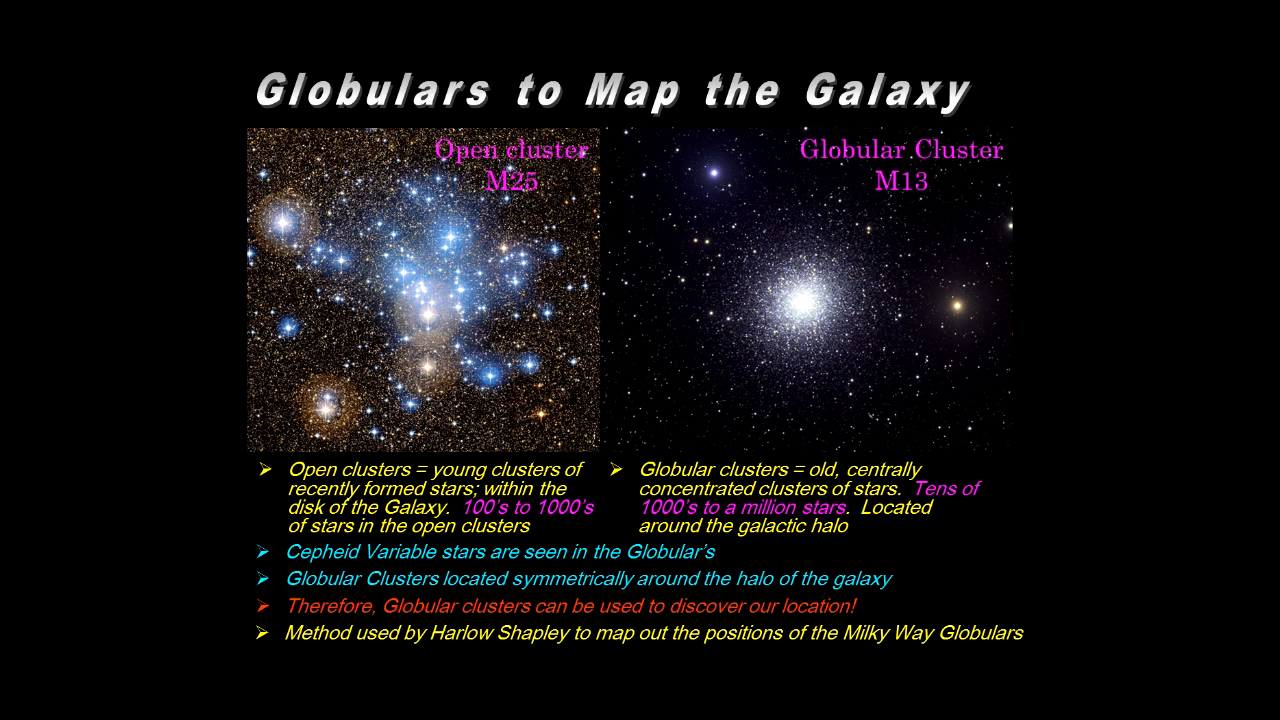 Globulars to Map the Galaxy
Open cluster
M25
Globular Cluster
M13
➢ Open clusters = young clusters of
recently formed stars; within the
disk of the Galaxy. 100's to 1000's
of stars in the open clusters
➢ Globular clusters = old, centrally
concentrated clusters of stars. Tens of
1000's to a million stars. Located
around the galactic halo
➢ Cepheid Variable stars are seen in the Globular's
➢ Globular Clusters located symmetrically around the halo of the galaxy
➢ Therefore, Globular clusters can be used to discover our location!
➢ Method used by Harlow Shapley to map out the positions of the Milky Way Globulars